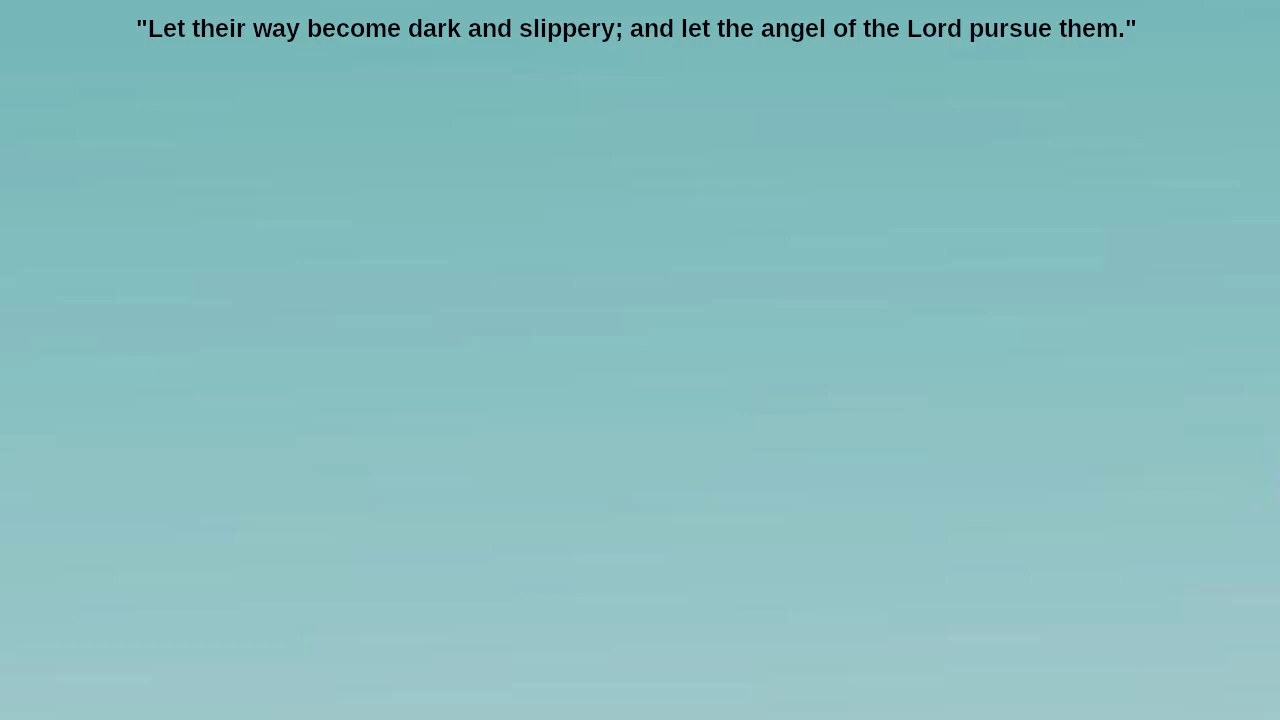 "Let their way become dark and slippery; and let the angel of the Lord pursue them."